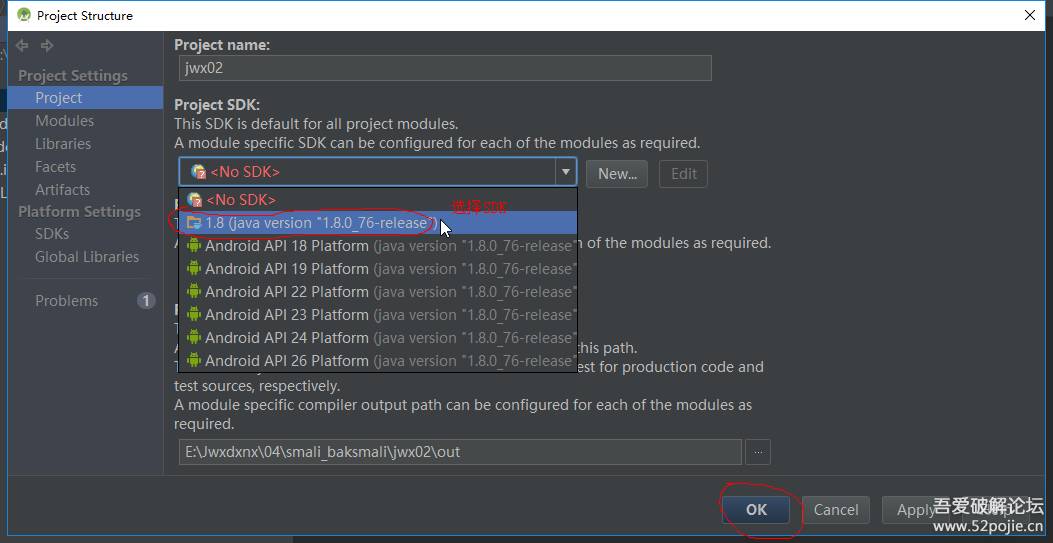 Project Structure
Project name:
Project Settings
jwx02
Project
Project SDK:
Modules
This SDK is default for all project modules.
Libraries
A module specific SDK can be configured for each of the modules as required.
Facets
<No SDK>
New...
Edit
Artifacts
<No SDK>
选择SDK
Platform Settings
1.8 (java version "1.8.0_76-release")
SDKs
Android API 18 Platform (java version "1.8.0_76-release"
n of the modules as required.
Global Libraries
Android API 19 Platform (java version "1.8.0_76-release"
Android API 22 Platform (java version "1.8.0_76-release"
Problems 1
Android API 23 Platform (java version "1.8.0_76-release"
Android API 24 Platform (java version "1.8.0_76-release"
this path.
Android API 26 Platform (java version "1.8.0_76-release"
est for production code and
test sources, respectively.
A module specific compiler output path can be configured for each of the modules as
required.
E:\Jwxdxnx\04\smali_baksmali\jwx02\out
...
OK
Cancel
Apply
吾爱破解论坛
www.52pojie.cn